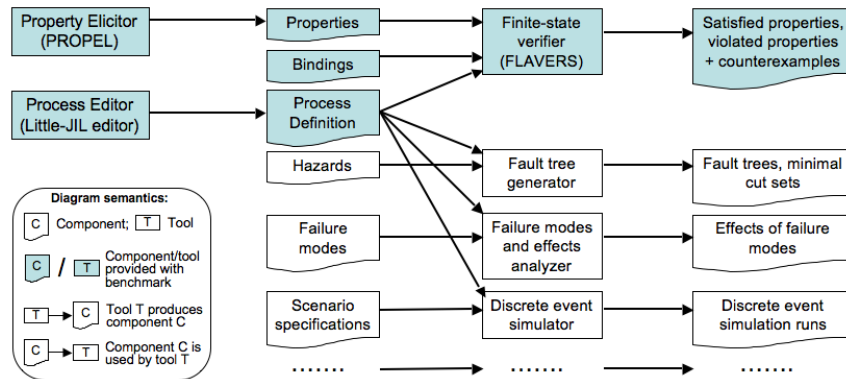 Property Elicitor
(PROPEL)
Properties
Finite-state
verifier
(FLAVERS)
Satisfied properties,
violated properties
+ counterexamples
Bindings
Process Editor
(Little-JIL editor)
Process
Definition
Hazards
Fault tree
generator
Fault trees, minimal
cut sets
Failure
modes
Failure modes
and effects
analyzer
Effects of failure
modes
Scenario
specifications
Discrete event
simulator
Discrete event
simulation runs
.......
.......
.......
Diagram semantics:
C Component; T Tool
C / T Component/tool
provided with
benchmark
T C Tool T produces
component C
C T Component C is
used by tool T